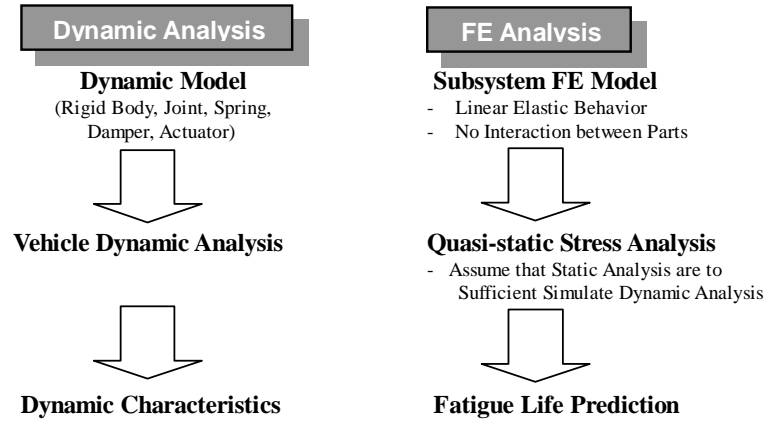 Dynamic Analysis
Dynamic Model
(Rigid Body, Joint, Spring,
Damper, Actuator)
Vehicle Dynamic Analysis
Dynamic Characteristics
FE Analysis
Subsystem FE Model
- Linear Elastic Behavior
- No Interaction between Parts
Quasi-static Stress Analysis
- Assume that Static Analysis are to
Sufficient Simulate Dynamic Analysis
Fatigue Life Prediction